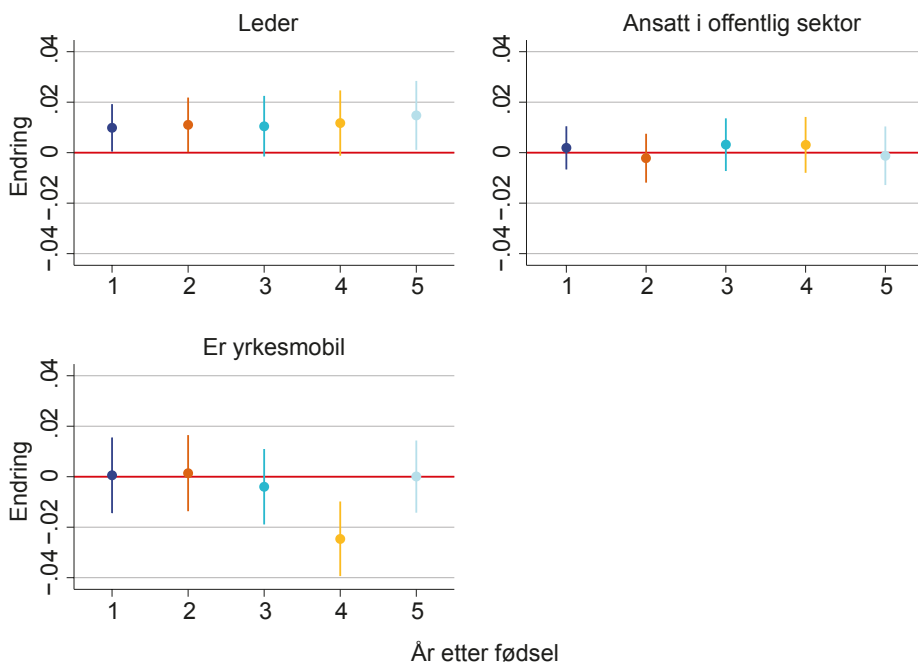 Leder
Endring
.04
.02
0
−.02
−.04
1 2 3 4 5
Ansatt i offentlig sektor
.04
.02
0
−.02
−.04
1 2 3 4 5
Er yrkesmobil
Endring
.04
.02
0
−.02
−.04
1 2 3 4 5
År etter fødsel